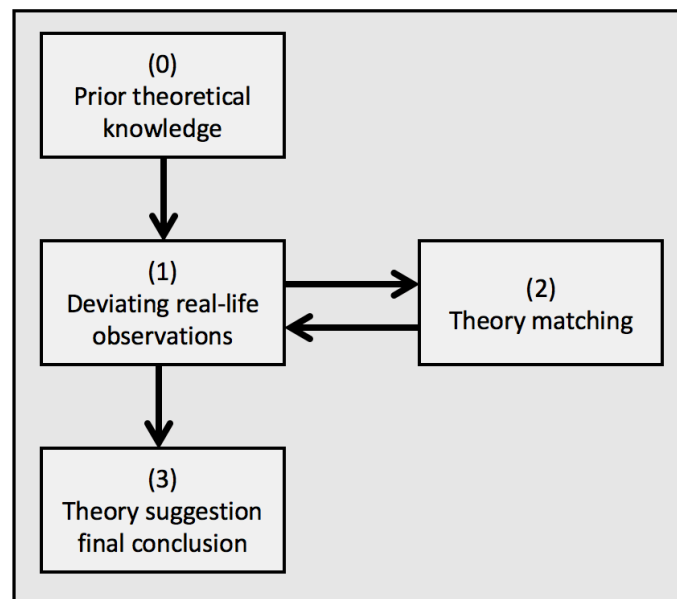 (0)
Prior theoretical
knowledge
(1)
Deviating real-life
observations
(2)
Theory matching
(3)
Theory suggestion
final conclusion